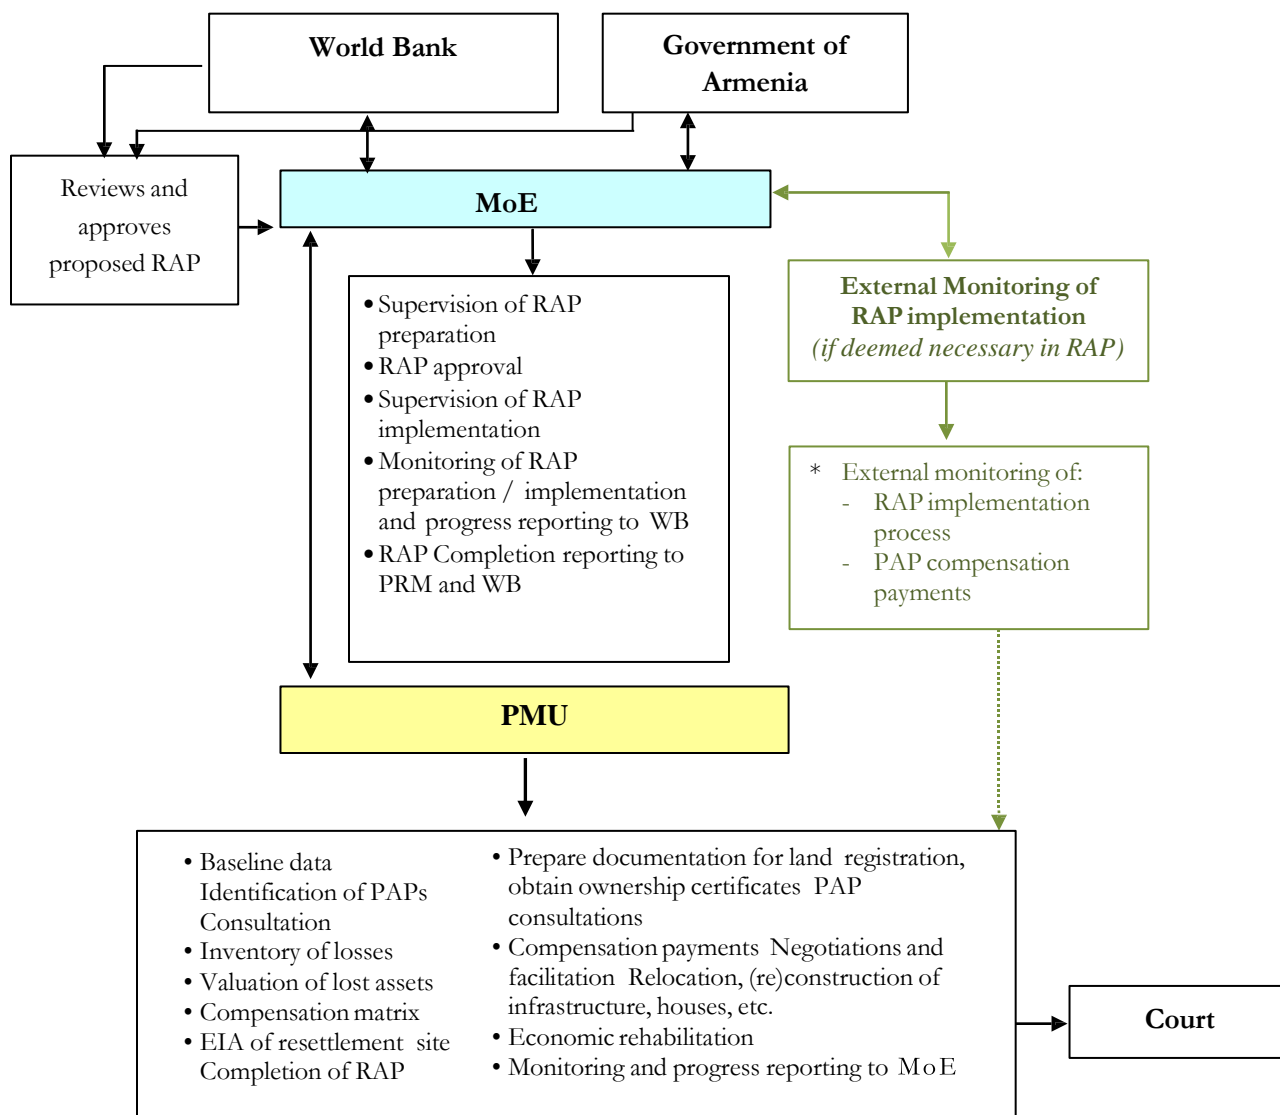 World Bank
Government of
Armenia
Reviews and
approves
proposed RAP
MoE
External Monitoring of
RAP implementation
(if deemed necessary in RAP)
• Supervision of RAP
preparation
• RAP approval
• Supervision of RAP
implementation
• Monitoring of RAP
preparation / implementation
and progress reporting to WB
• RAP Completion reporting to
PRM and WB
* External monitoring of:
- RAP implementation
process
- PAP compensation
payments
PMU
• Baseline data
Identification of PAPs
Consultation
• Inventory of losses
• Valuation of lost assets
• Compensation matrix
• EIA of resettlement site
Completion of RAP
• Prepare documentation for land registration,
obtain ownership certificates PAP
consultations
• Compensation payments Negotiations and
facilitation Relocation, (re)construction of
infrastructure, houses, etc.
• Economic rehabilitation
• Monitoring and progress reporting to MoE
Court